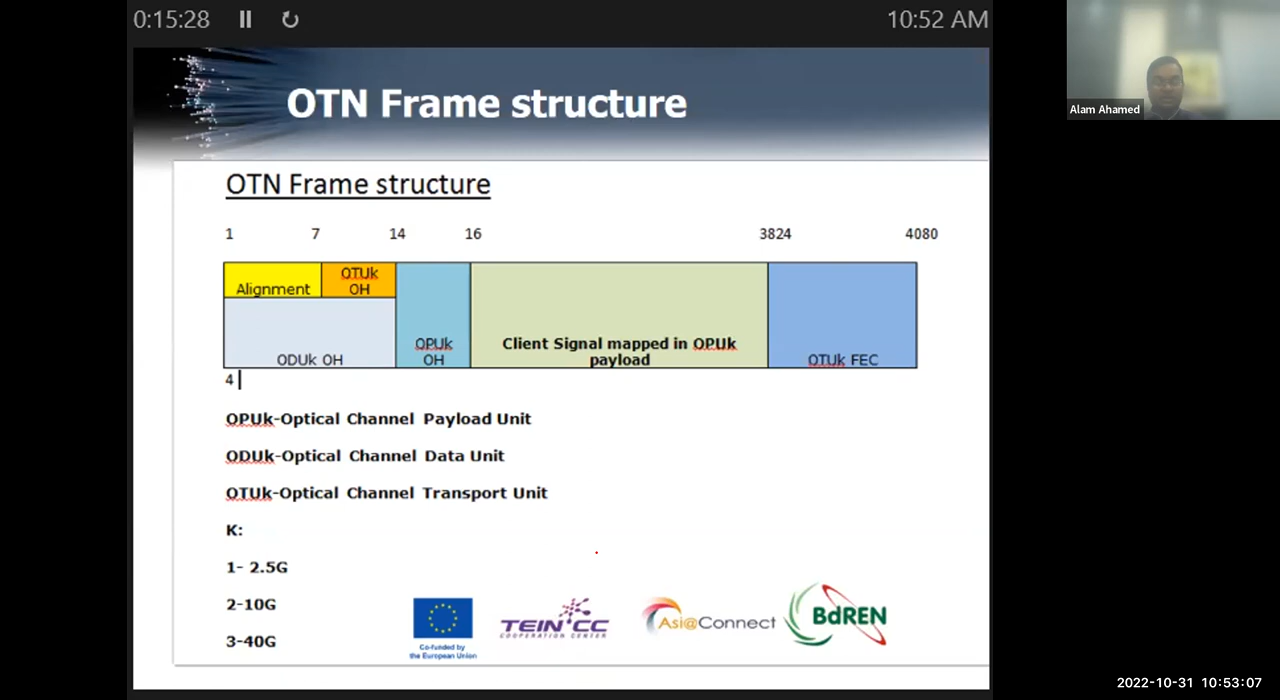 0:15:28
10:52 AM
Alam Ahamed
OTN Frame structure
OTN Frame structure
1 7 14 16 3824 4080
Alignment
OTUk
OH
ODUk OH
OPUk
OH
Client Signal mapped in OPUk
payload
OTUk FEC
4
OPUk-Optical Channel Payload Unit
ODUk-Optical Channel Data Unit
OTUk-Optical Channel Transport Unit
K:
1- 2.5G
2-10G
3-40G
Co-funded by
the European Union
TEIN*CC
COOPERATION CENTER
Asi@Connect
BdREN
2022-10-31 10:53:07